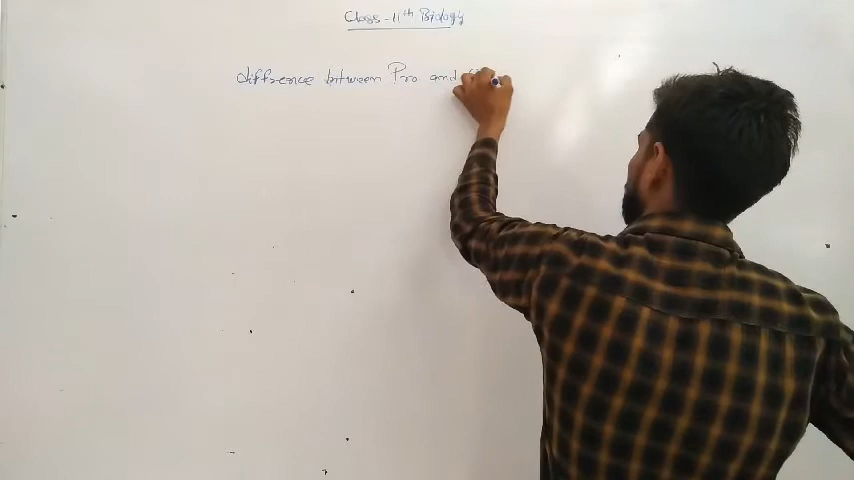 Class - 11th Biology
difference between Pro and